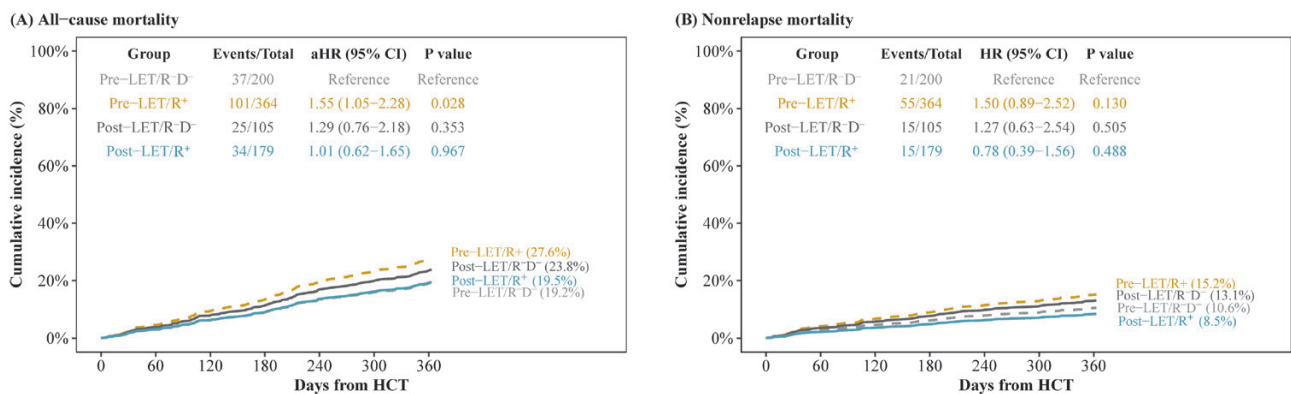 (A) All−cause mortality
Cumulative incidence (%)
100%
80%
60%
40%
20%
0%
Group Events/Total aHR (95% CI) P value
Pre−LET/R⁻D⁻ 37/200 Reference Reference
Pre−LET/R⁺ 101/364 1.55 (1.05−2.28) 0.028
Post−LET/R⁻D⁻ 25/105 1.29 (0.76−2.18) 0.353
Post−LET/R⁺ 34/179 1.01 (0.62−1.65) 0.967
Pre−LET/R+ (27.6%)
Post−LET/R⁻D⁻ (23.8%)
Post−LET/R⁺ (19.5%)
Pre−LET/R⁻D⁻ (19.2%)
0 60 120 180 240 300 360
Days from HCT
(B) Nonrelapse mortality
Cumulative incidence (%)
100%
80%
60%
40%
20%
0%
Group Events/Total HR (95% CI) P value
Pre−LET/R⁻D⁻ 21/200 Reference Reference
Pre−LET/R⁺ 55/364 1.50 (0.89−2.52) 0.130
Post−LET/R⁻D⁻ 15/105 1.27 (0.63−2.54) 0.505
Post−LET/R⁺ 15/179 0.78 (0.39−1.56) 0.488
Pre−LET/R+ (15.2%)
Post−LET/R⁻D⁻ (13.1%)
Pre−LET/R⁻D⁻ (10.6%)
Post−LET/R⁺ (8.5%)
0 60 120 180 240 300 360
Days from HCT